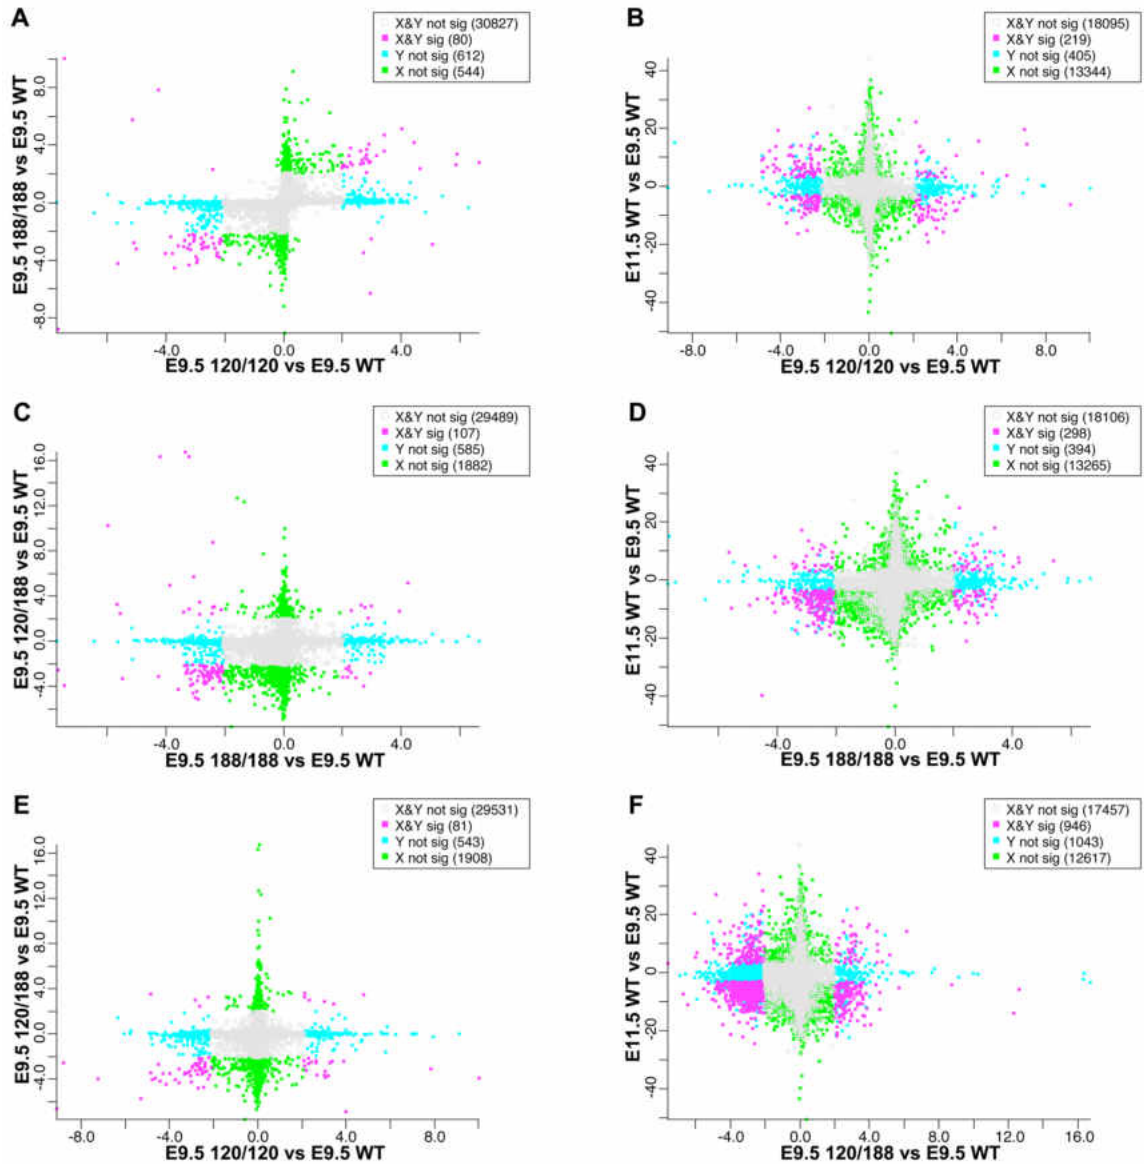 A
X&Y not sig (30827)
X&Y sig (80)
Y not sig (612)
X not sig (544)
E9.5 188/188 vs E9.5 WT
8.0
4.0
0.0
-4.0
-8.0
-4.0 0.0 4.0
E9.5 120/120 vs E9.5 WT
B
X&Y not sig (18095)
X&Y sig (219)
Y not sig (405)
X not sig (13344)
E11.5 WT vs E9.5 WT
40
20
0
-20
-40
-8.0 -4.0 0.0 4.0 8.0
E9.5 120/120 vs E9.5 WT
C
X&Y not sig (29489)
X&Y sig (107)
Y not sig (585)
X not sig (1882)
E9.5 120/188 vs E9.5 WT
16.0
12.0
8.0
4.0
0.0
-4.0
-4.0 0.0 4.0
E9.5 188/188 vs E9.5 WT
D
X&Y not sig (18106)
X&Y sig (298)
Y not sig (394)
X not sig (13265)
E11.5 WT vs E9.5 WT
40
20
0
-20
-40
-4.0 0.0 4.0
E9.5 188/188 vs E9.5 WT
E
X&Y not sig (29531)
X&Y sig (81)
Y not sig (543)
X not sig (1908)
E9.5 120/188 vs E9.5 WT
16.0
12.0
8.0
4.0
0.0
-4.0
-8.0 -4.0 0.0 4.0 8.0
E9.5 120/120 vs E9.5 WT
F
X&Y not sig (17457)
X&Y sig (946)
Y not sig (1043)
X not sig (12617)
E11.5 WT vs E9.5 WT
40
20
0
-20
-40
-4.0 0.0 4.0 8.0 12.0 16.0
E9.5 120/188 vs E9.5 WT